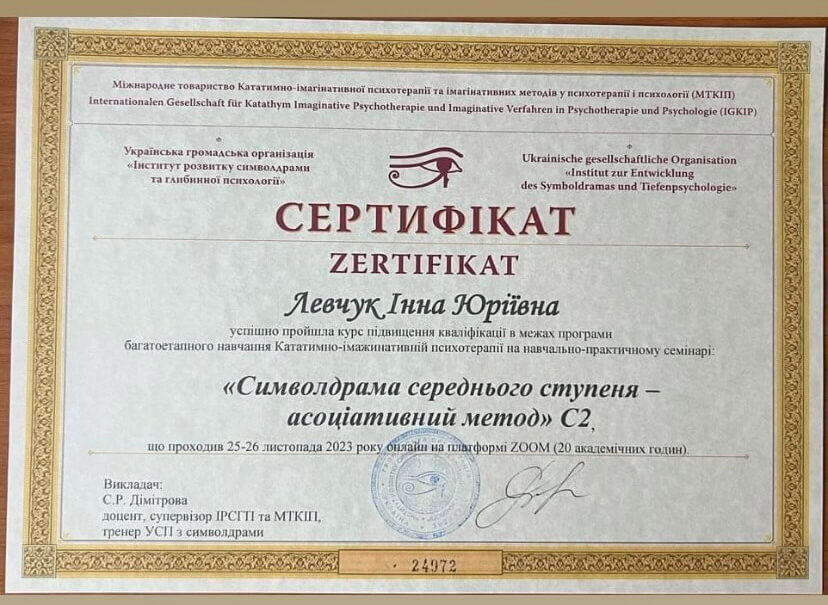 Міжнародне товариство Кататимно-імагінативної психотерапії та імагінативних методів у психотерапії і психології (МТКІП)
Internationalen Gesellschaft für Katathym Imaginative Psychotherapie und Imaginative Verfahren in Psychotherapie und Psychologie (IGKIP)
Українська громадська організація
«Інститут розвитку символдрами
та глибинної психології»
Ukrainische gesellschaftliche Organisation
«Institut zur Entwicklung
des Symboldramas und Tiefenpsychologie»
СЕРТИФІКАТ
ZERTIFIKAT
Левчук Інна Юріївна
успішно пройшла курс підвищення кваліфікації в межах програми
багатоетапного навчання Кататимно-імажинативній психотерапії на навчально-практичному семінарі:
«Символдрама середнього ступеня –
асоціативний метод» С2,
що проходив 25-26 листопада 2023 року онлайн на платформі ZOOM (20 академічних годин).
Викладач:
С.Р. Дімітрова
доцент, супервізор ІРСГП та МТКІП,
тренер УСП з символдрами
24972